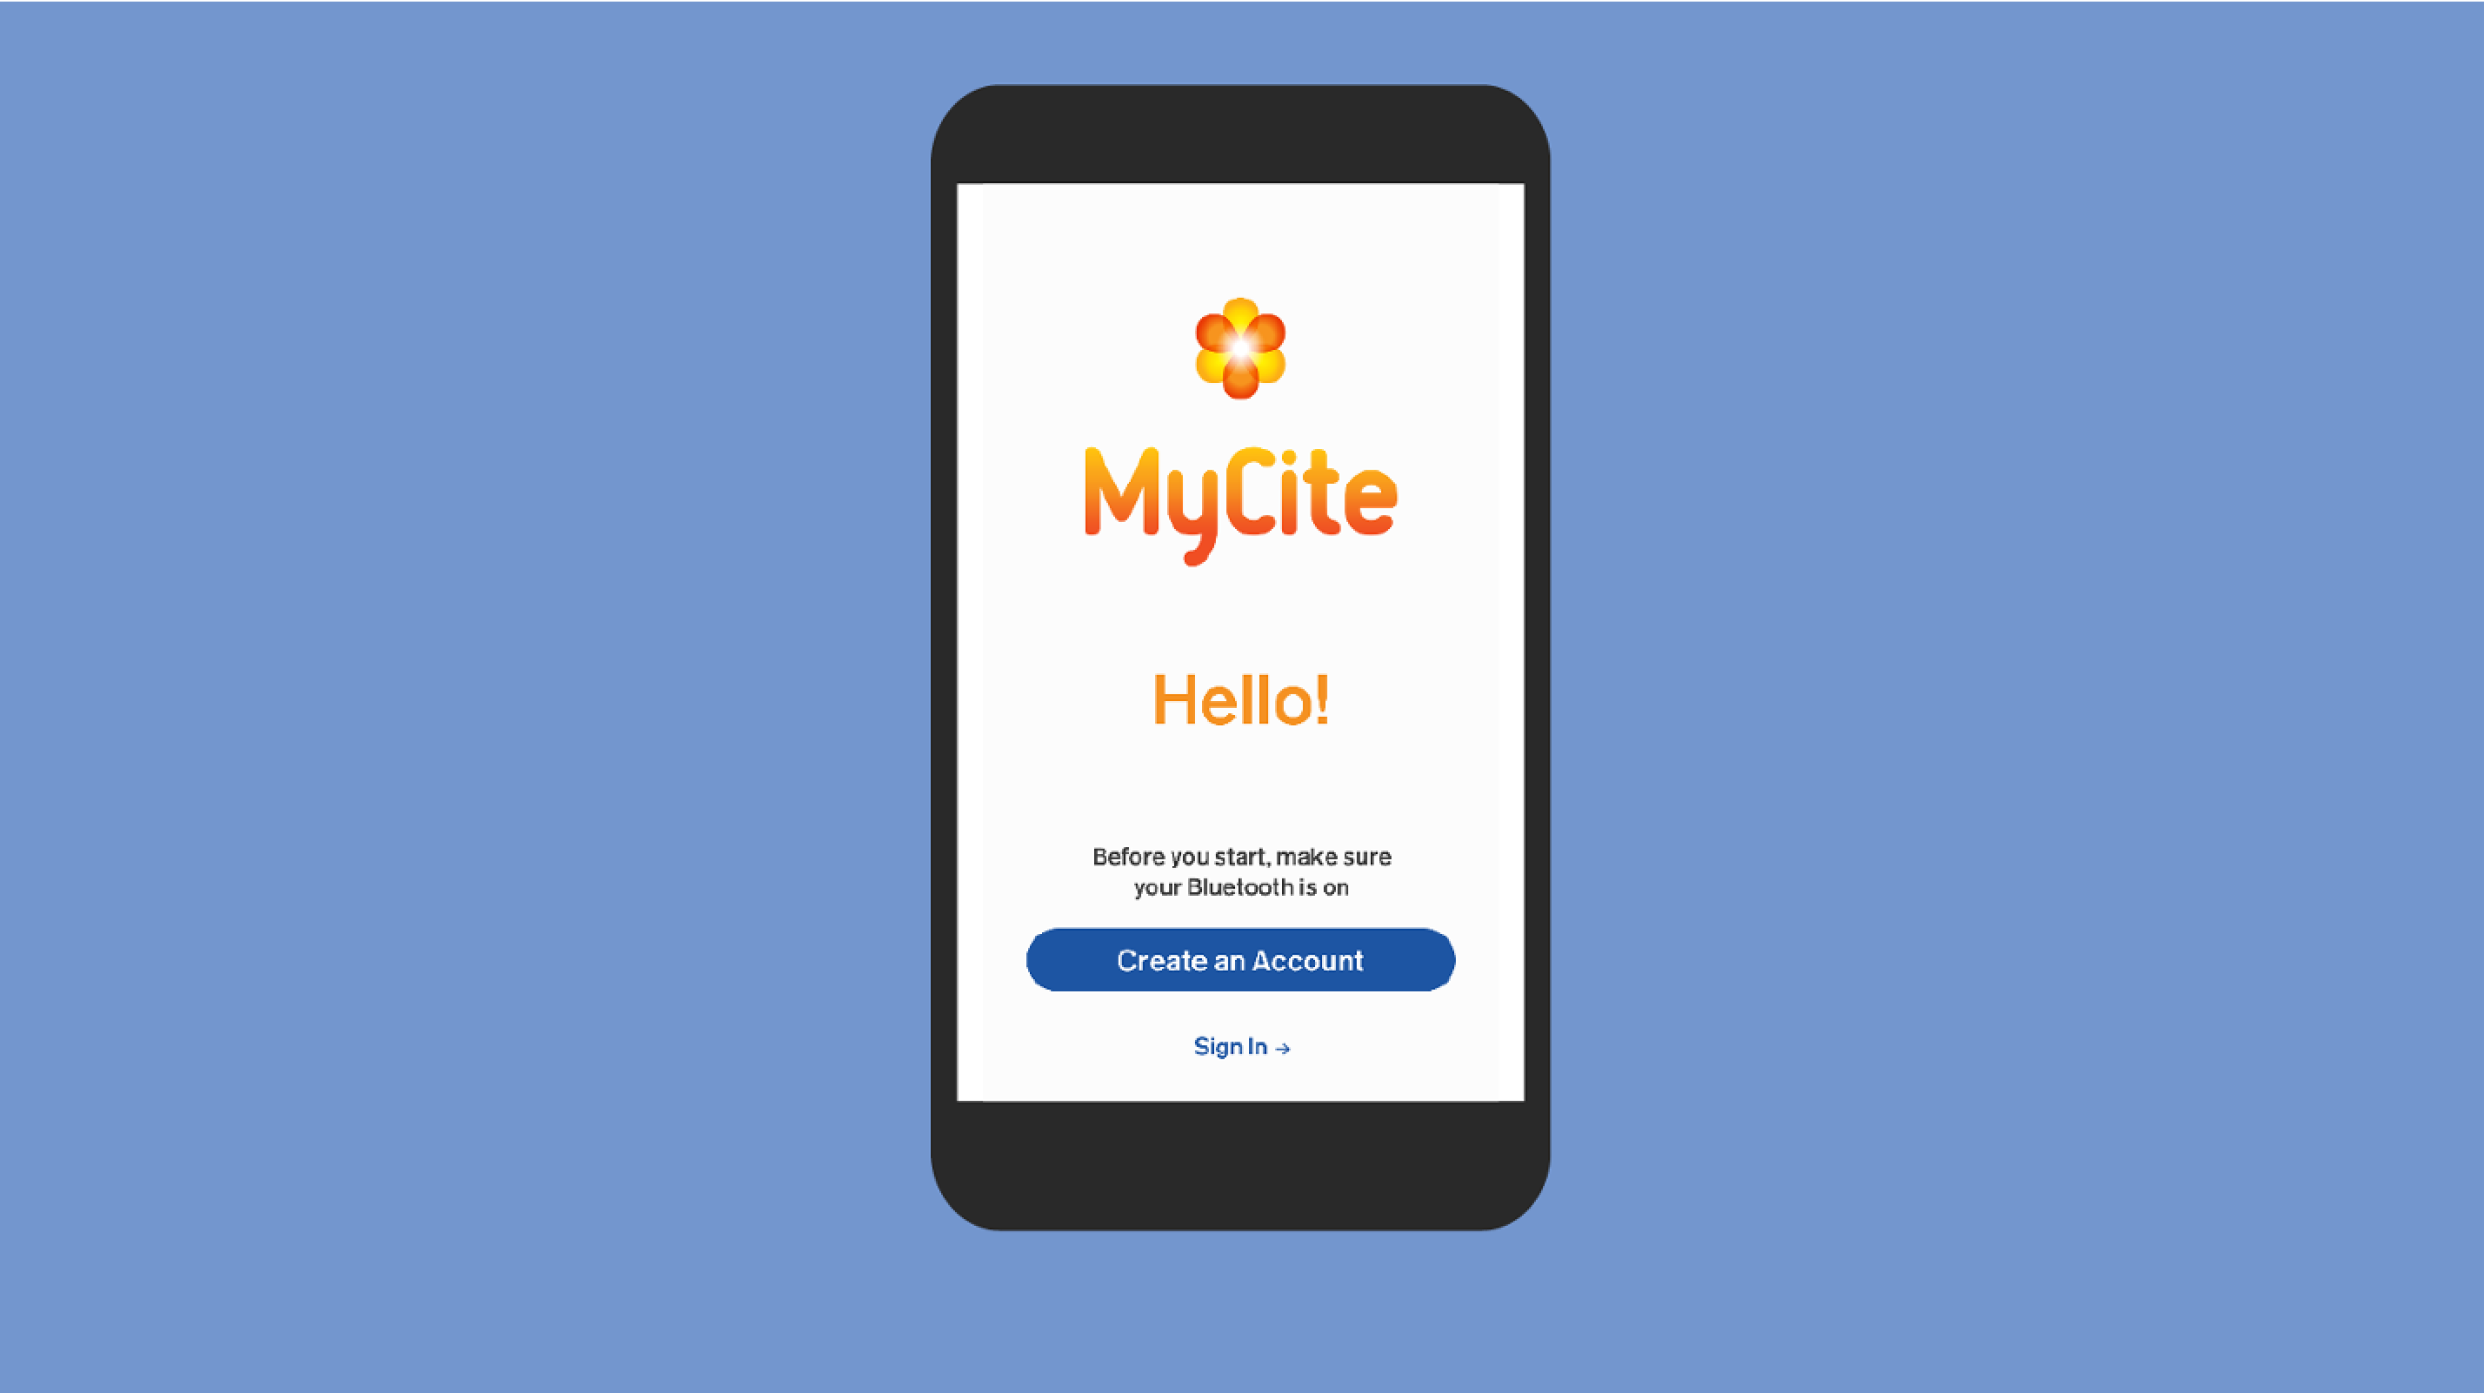 MyCite
Hello!
Before you start, make sure
your Bluetooth is on
Create an Account
Sign In →